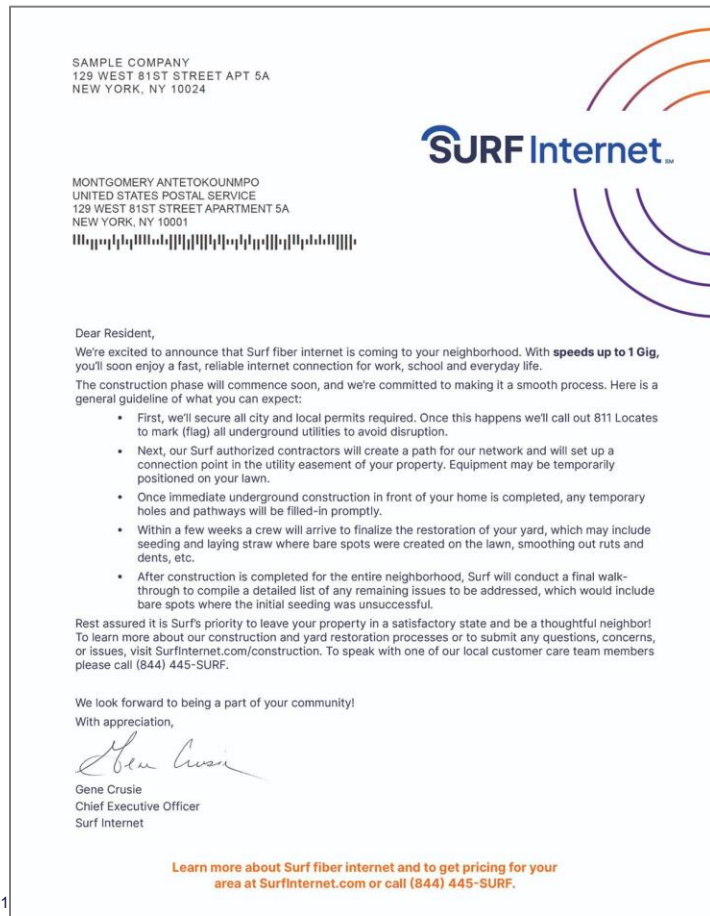 SAMPLE COMPANY
129 WEST 81ST STREET APT 5A
NEW YORK, NY 10024
SURF Internet SM
MONTGOMERY ANTETOKOUNMPO
UNITED STATES POSTAL SERVICE
129 WEST 81ST STREET APARTMENT 5A
NEW YORK, NY 10001
Dear Resident,
We're excited to announce that Surf fiber internet is coming to your neighborhood. With speeds up to 1 Gig,
you'll soon enjoy a fast, reliable internet connection for work, school and everyday life.
The construction phase will commence soon, and we're committed to making it a smooth process. Here is a
general guideline of what you can expect:
• First, we'll secure all city and local permits required. Once this happens we'll call out 811 Locates
to mark (flag) all underground utilities to avoid disruption.
• Next, our Surf authorized contractors will create a path for our network and will set up a
connection point in the utility easement of your property. Equipment may be temporarily
positioned on your lawn.
• Once immediate underground construction in front of your home is completed, any temporary
holes and pathways will be filled-in promptly.
• Within a few weeks a crew will arrive to finalize the restoration of your yard, which may include
seeding and laying straw where bare spots were created on the lawn, smoothing out ruts and
dents, etc.
• After construction is completed for the entire neighborhood, Surf will conduct a final walk-
through to compile a detailed list of any remaining issues to be addressed, which would include
bare spots where the initial seeding was unsuccessful.
Rest assured it is Surf's priority to leave your property in a satisfactory state and be a thoughtful neighbor!
To learn more about our construction and yard restoration processes or to submit any questions, concerns,
or issues, visit SurfInternet.com/construction. To speak with one of our local customer care team members
please call (844) 445-SURF.
We look forward to being a part of your community!
With appreciation,
Gene Crusie
Gene Crusie
Chief Executive Officer
Surf Internet
Learn more about Surf fiber internet and to get pricing for your
area at SurfInternet.com or call (844) 445-SURF.
1